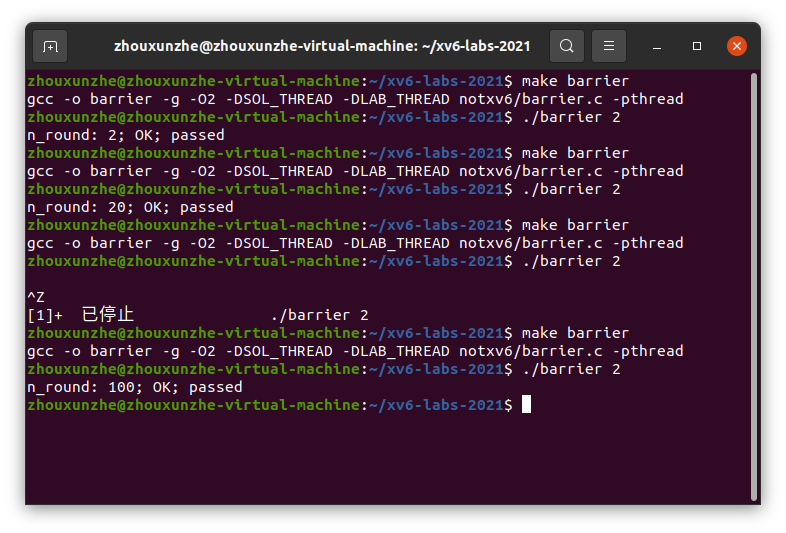 zhouxunzhe@zhouxunzhe-virtual-machine: ~/xv6-labs-2021
zhouxunzhe@zhouxunzhe-virtual-machine:~/xv6-labs-2021$ make barrier
gcc -o barrier -g -O2 -DSOL_THREAD -DLAB_THREAD notxv6/barrier.c -pthread
zhouxunzhe@zhouxunzhe-virtual-machine:~/xv6-labs-2021$ ./barrier 2
n_round: 2; OK; passed
zhouxunzhe@zhouxunzhe-virtual-machine:~/xv6-labs-2021$ make barrier
gcc -o barrier -g -O2 -DSOL_THREAD -DLAB_THREAD notxv6/barrier.c -pthread
zhouxunzhe@zhouxunzhe-virtual-machine:~/xv6-labs-2021$ ./barrier 2
n_round: 20; OK; passed
zhouxunzhe@zhouxunzhe-virtual-machine:~/xv6-labs-2021$ make barrier
gcc -o barrier -g -O2 -DSOL_THREAD -DLAB_THREAD notxv6/barrier.c -pthread
zhouxunzhe@zhouxunzhe-virtual-machine:~/xv6-labs-2021$ ./barrier 2
^Z
[1]+  已停止               ./barrier 2
zhouxunzhe@zhouxunzhe-virtual-machine:~/xv6-labs-2021$ make barrier
gcc -o barrier -g -O2 -DSOL_THREAD -DLAB_THREAD notxv6/barrier.c -pthread
zhouxunzhe@zhouxunzhe-virtual-machine:~/xv6-labs-2021$ ./barrier 2
n_round: 100; OK; passed
zhouxunzhe@zhouxunzhe-virtual-machine:~/xv6-labs-2021$